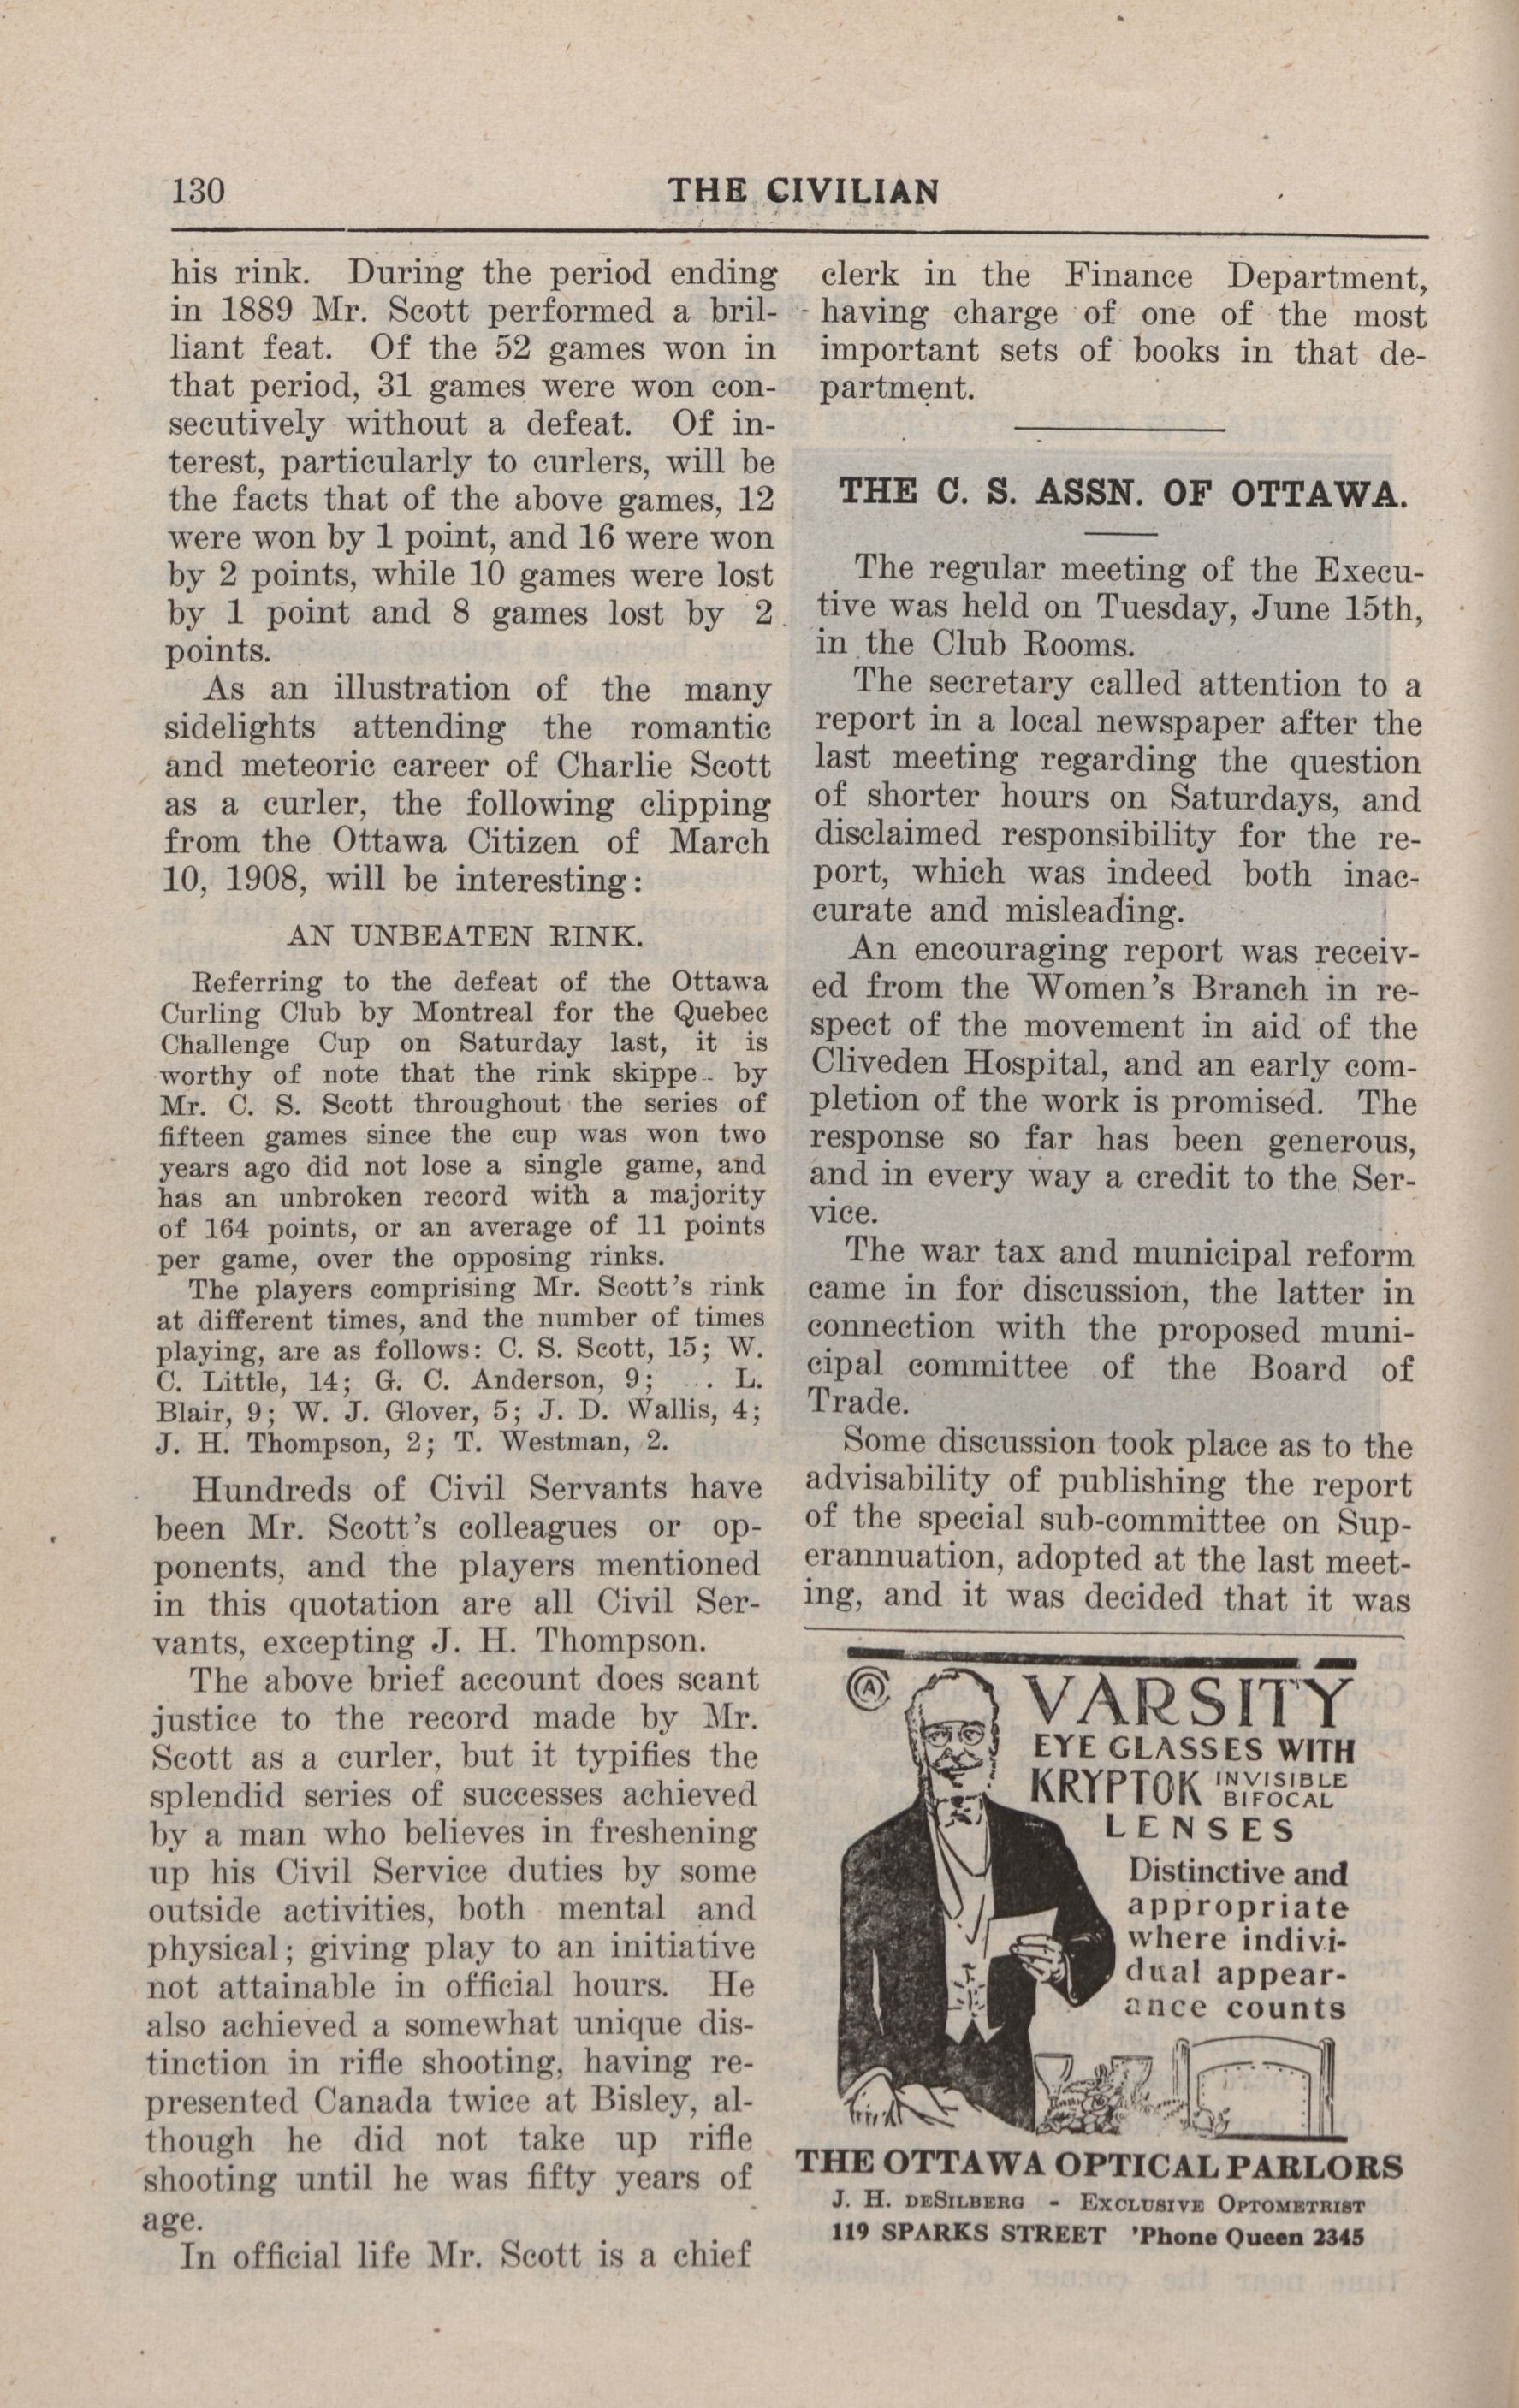 130
THE CIVILIAN
his rink. During the period ending
in 1889 Mr. Scott performed a bril-
liant feat. Of the 52 games won in
that period, 31 games were won con-
secutively without a defeat. Of in-
terest, particularly to curlers, will be
the facts that of the above games, 12
were won by 1 point, and 16 were won
by 2 points, while 10 games were lost
by 1 point and 8 games lost by 2
points.
As an illustration of the many
sidelights attending the romantic
and meteoric career of Charlie Scott
as a curler, the following clipping
from the Ottawa Citizen of March
10, 1908, will be interesting:
AN UNBEATEN RINK.
Referring to the defeat of the Ottawa
Curling Club by Montreal for the Quebec
Challenge Cup on Saturday last, it is
worthy of note that the rink skippe by
Mr. C. S. Scott throughout the series of
fifteen games since the cup was won two
years ago did not lose a single game, and
has an unbroken record with a majority
of 164 points, or an average of 11 points
per game, over the opposing rinks.
The players comprising Mr. Scott's rink
at different times, and the number of times
playing, are as follows: C. S. Scott, 15; W.
C. Little, 14; G. C. Anderson, 9; L.
Blair, 9; W. J. Glover, 5; J. D. Wallis, 4;
J. H. Thompson, 2; T. Westman, 2.
Hundreds of Civil Servants have
been Mr. Scott's colleagues or op-
ponents, and the players mentioned
in this quotation are all Civil Ser-
vants, excepting J. H. Thompson.
The above brief account does scant
justice to the record made by Mr.
Scott as a curler, but it typifies the
splendid series of successes achieved
by a man who believes in freshening
up his Civil Service duties by some
outside activities, both mental and
physical; giving play to an initiative
not attainable in official hours. He
also achieved a somewhat unique dis-
tinction in rifle shooting, having re-
presented Canada twice at Bisley, al-
though he did not take up rifle
shooting until he was fifty years of
age.
In official life Mr. Scott is a chief
clerk in the Finance Department,
having charge of one of the most
important sets of books in that de-
partment.
THE C. S. ASSN. OF OTTAWA.
The regular meeting of the Execu-
tive was held on Tuesday, June 15th,
in the Club Rooms.
The secretary called attention to a
report in a local newspaper after the
last meeting regarding the question
of shorter hours on Saturdays, and
disclaimed responsibility for the re-
port, which was indeed both inac-
curate and misleading.
An encouraging report was receiv-
ed from the Women's Branch in re-
spect of the movement in aid of the
Cliveden Hospital, and an early com-
pletion of the work is promised. The
response so far has been generous,
and in every way a credit to the Ser-
vice.
The war tax and municipal reform
came in for discussion, the latter in
connection with the proposed muni-
cipal committee of the Board of
Trade.
Some discussion took place as to the
advisability of publishing the report
of the special sub-committee on Sup-
erannuation, adopted at the last meet-
ing, and it was decided that it was
A
VARSITY
EYE GLASSES WITH
KRYPTOK INVISIBLE BIFOCAL
LENSES
Distinctive and
appropriate
where indivi-
dual appear-
ance counts
THE OTTAWA OPTICAL PARLORS
J. H. DESILBERG - EXCLUSIVE OPTOMETRIST
119 SPARKS STREET 'Phone Queen 2345